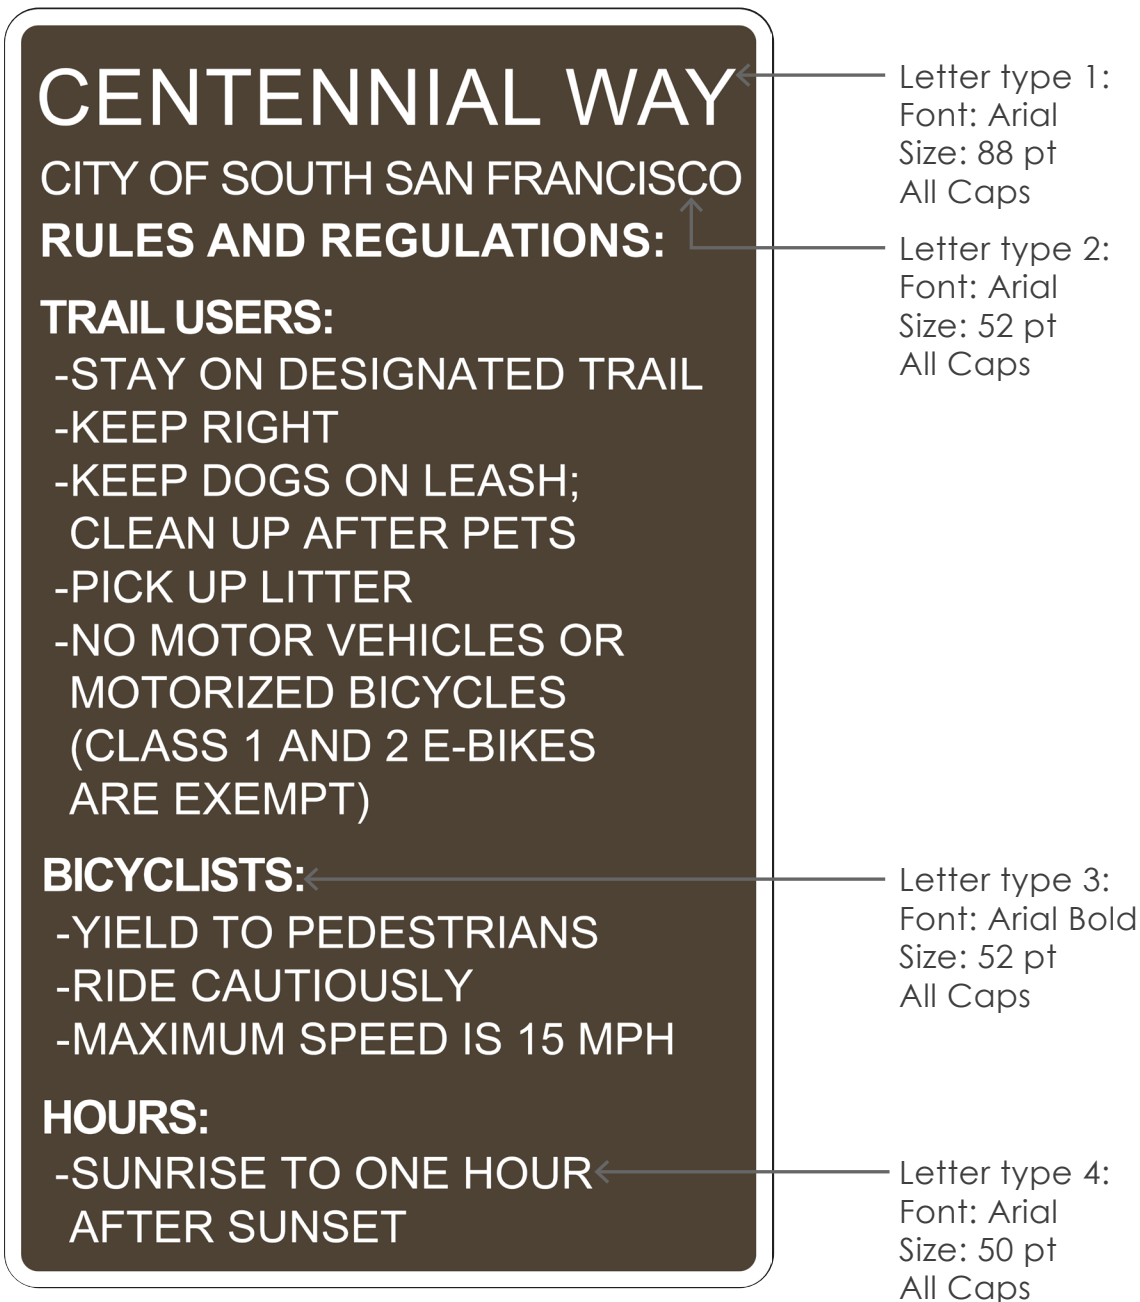 CENTENNIAL WAY
CITY OF SOUTH SAN FRANCISCO
RULES AND REGULATIONS:
TRAIL USERS:
-STAY ON DESIGNATED TRAIL
-KEEP RIGHT
-KEEP DOGS ON LEASH;
CLEAN UP AFTER PETS
-PICK UP LITTER
-NO MOTOR VEHICLES OR
MOTORIZED BICYCLES
(CLASS 1 AND 2 E-BIKES
ARE EXEMPT)
BICYCLISTS:
-YIELD TO PEDESTRIANS
-RIDE CAUTIOUSLY
-MAXIMUM SPEED IS 15 MPH
HOURS:
-SUNRISE TO ONE HOUR
AFTER SUNSET
Letter type 1:
Font: Arial
Size: 88 pt
All Caps
Letter type 2:
Font: Arial
Size: 52 pt
All Caps
Letter type 3:
Font: Arial Bold
Size: 52 pt
All Caps
Letter type 4:
Font: Arial
Size: 50 pt
All Caps